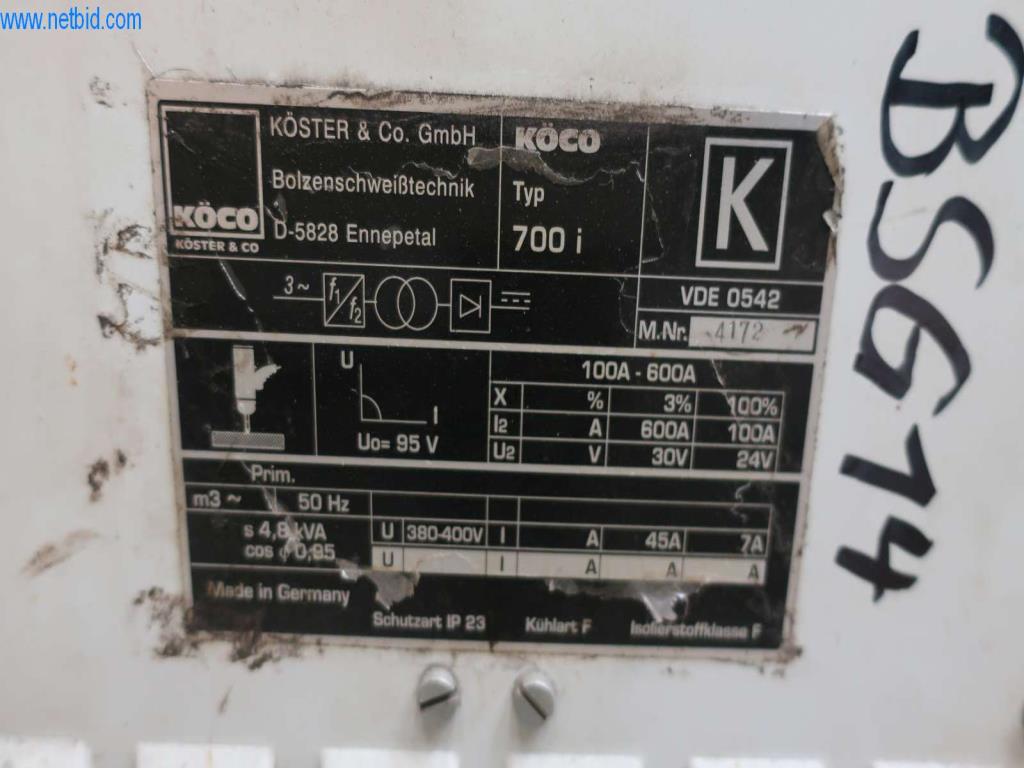 www.netbid.com
KÖCO
KÖSTER & CO
KÖSTER & Co. GmbH
Bolzenschweißtechnik
D-5828 Ennepetal
KÖCO
Typ
700 i
K
VDE 0542
M.Nr. 4172
3~ f1/f2
U
I
U0= 95 V
100A - 600A
X % 3% 100%
I2 A 600A 100A
U2 V 30V 24V
Prim.
m3 ~ 50 Hz
s 4,8 kVA
cos φ 0,95
U 380-400V I A 45A 7A
U I A A A
Made in Germany
Schutzart IP 23 Kühlart F Isolierstoffklasse F
BSG14